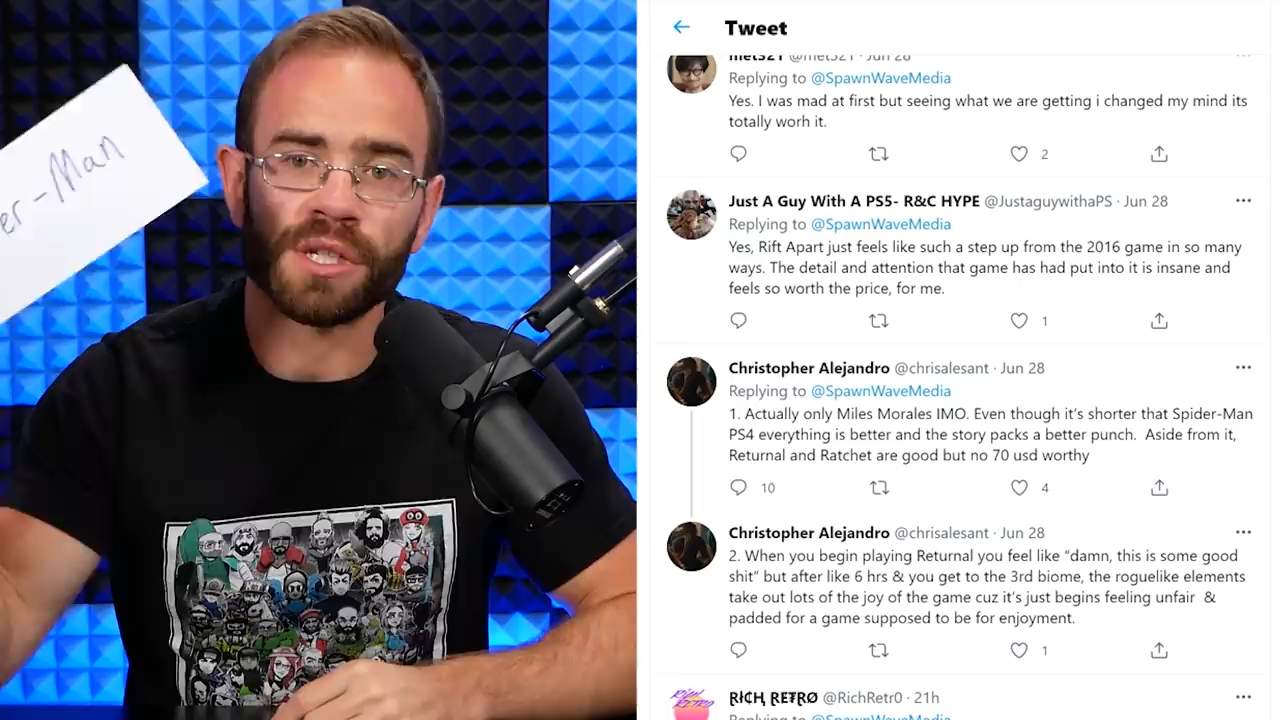 er-Man
Tweet
met321 @met321 · Jun 28
Replying to @SpawnWaveMedia
Yes. I was mad at first but seeing what we are getting i changed my mind its
totally worh it.
2
Just A Guy With A PS5- R&C HYPE @JustaguywithaPS · Jun 28
Replying to @SpawnWaveMedia
Yes, Rift Apart just feels like such a step up from the 2016 game in so many
ways. The detail and attention that game has had put into it is insane and
feels so worth the price, for me.
1
Christopher Alejandro @chrisalesant · Jun 28
Replying to @SpawnWaveMedia
1. Actually only Miles Morales IMO. Even though it's shorter that Spider-Man
PS4 everything is better and the story packs a better punch. Aside from it,
Returnal and Ratchet are good but no 70 usd worthy
10 4
Christopher Alejandro @chrisalesant · Jun 28
2. When you begin playing Returnal you feel like “damn, this is some good
shit” but after like 6 hrs & you get to the 3rd biome, the roguelike elements
take out lots of the joy of the game cuz it's just begins feeling unfair &
padded for a game supposed to be for enjoyment.
1
RICH RETRO @RichRetr0 · 21h
Replying to @SpawnWaveMedia